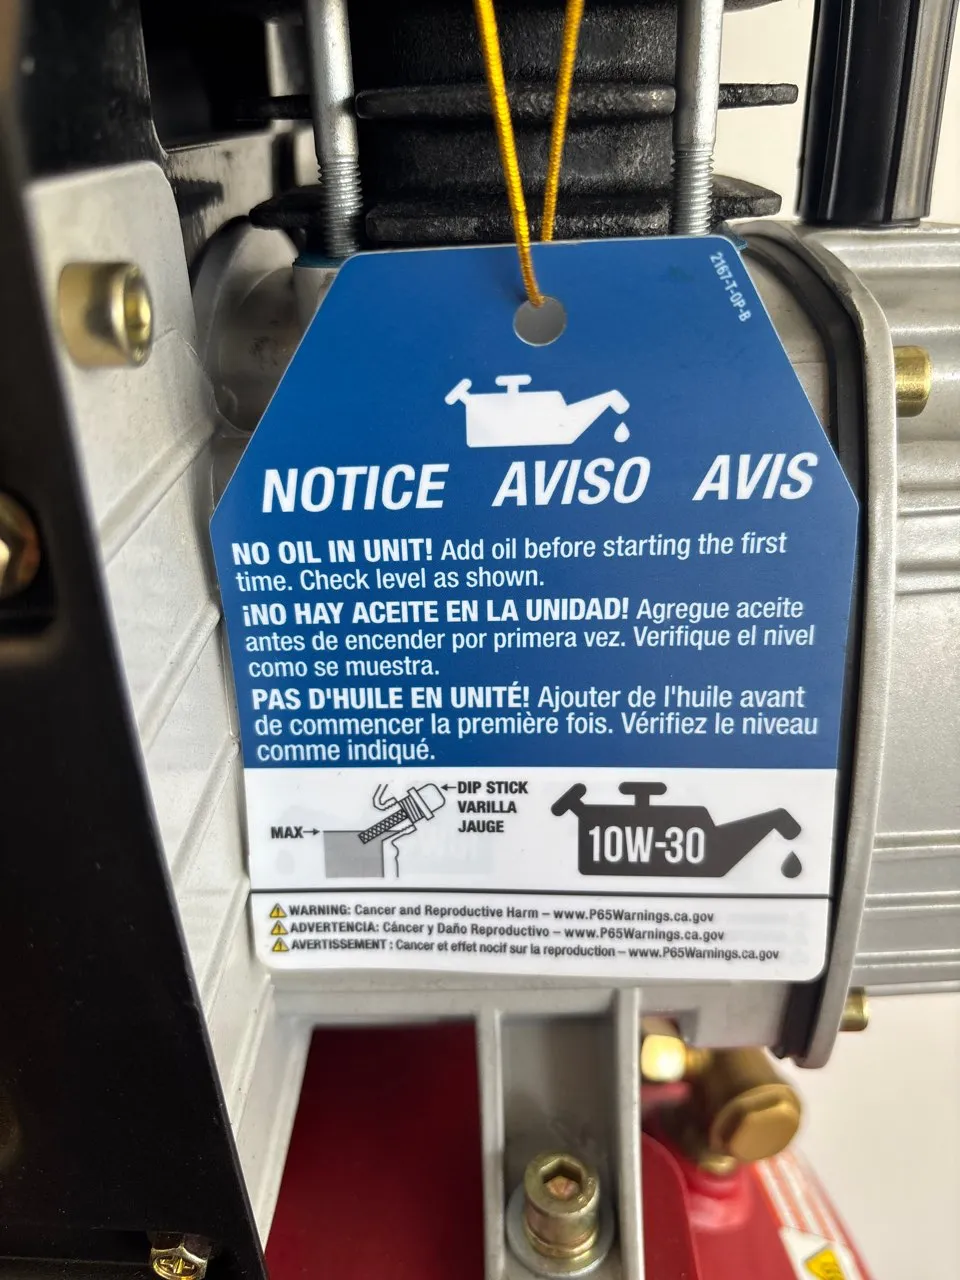 2167-T-OP-B
NOTICE AVISO AVIS
NO OIL IN UNIT! Add oil before starting the first
time. Check level as shown.
¡NO HAY ACEITE EN LA UNIDAD! Agregue aceite
antes de encender por primera vez. Verifique el nivel
como se muestra.
PAS D'HUILE EN UNITÉ! Ajouter de l'huile avant
de commencer la première fois. Vérifiez le niveau
comme indiqué.
DIP STICK
VARILLA
JAUGE
MAX
10W-30
WARNING: Cancer and Reproductive Harm – www.P65Warnings.ca.gov
ADVERTENCIA: Cáncer y Daño Reproductivo – www.P65Warnings.ca.gov
AVERTISSEMENT : Cancer et effet nocif sur la reproduction – www.P65Warnings.ca.gov